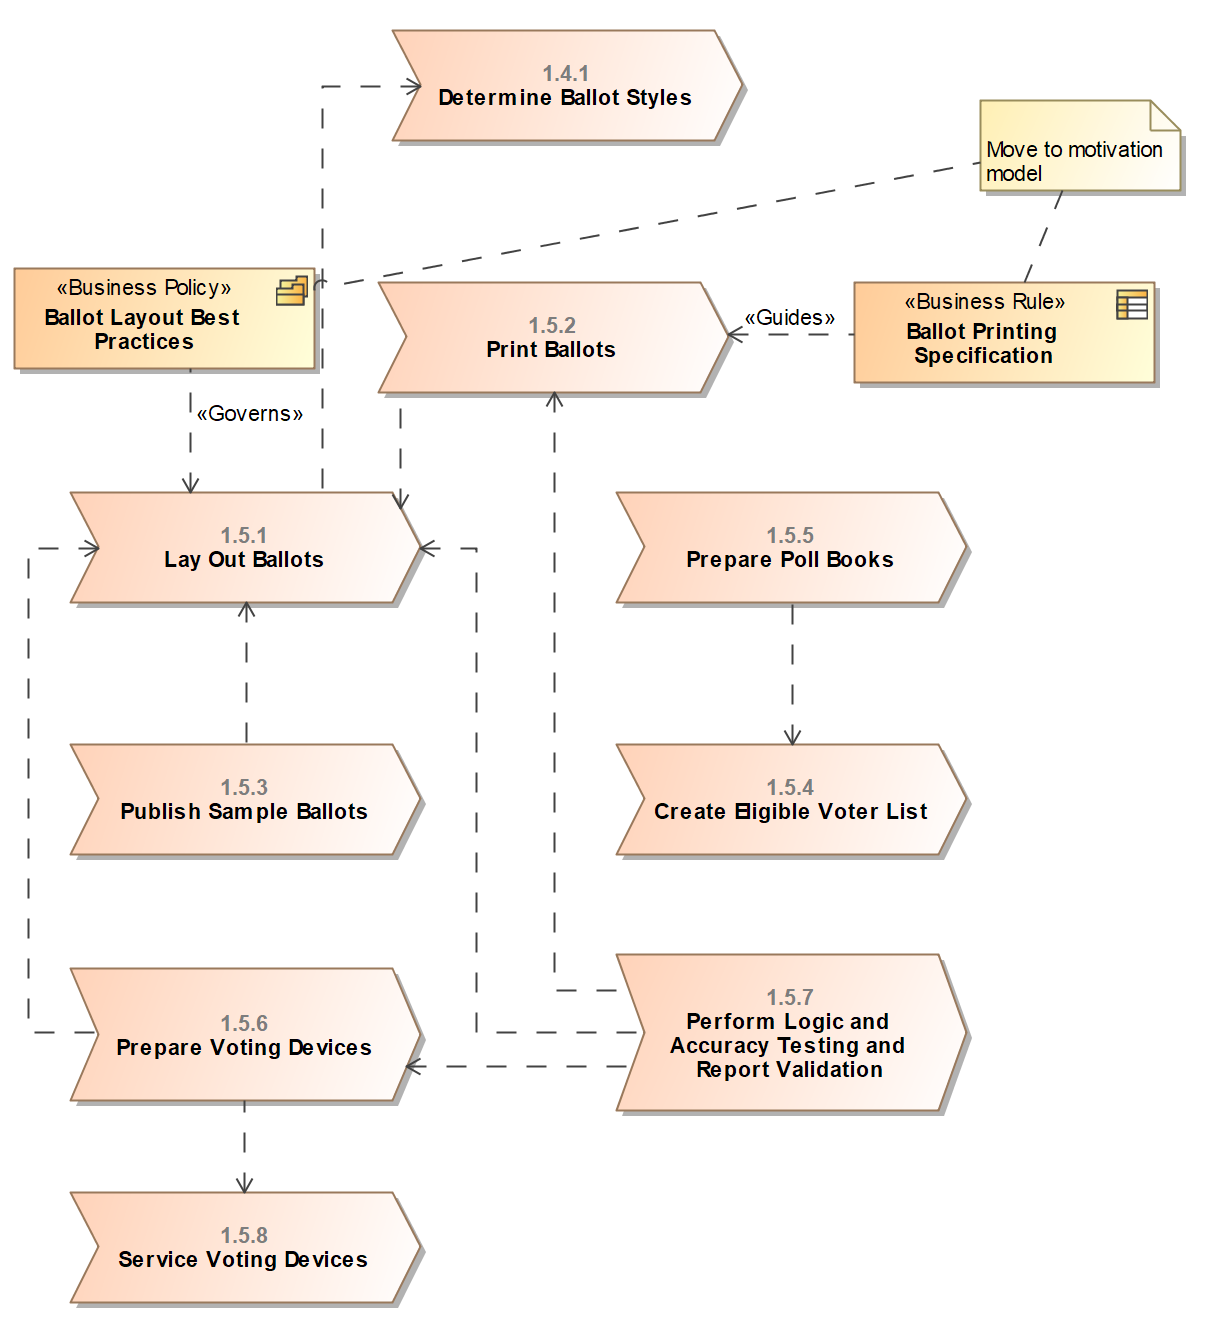 1.4.1
Determine Ballot Styles
Move to motivation
model
«Business Policy»
Ballot Layout Best
Practices
1.5.2
Print Ballots
«Guides»
«Business Rule»
Ballot Printing
Specification
«Governs»
1.5.1
Lay Out Ballots
1.5.5
Prepare Poll Books
1.5.3
Publish Sample Ballots
1.5.4
Create Eligible Voter List
1.5.6
Prepare Voting Devices
1.5.7
Perform Logic and
Accuracy Testing and
Report Validation
1.5.8
Service Voting Devices